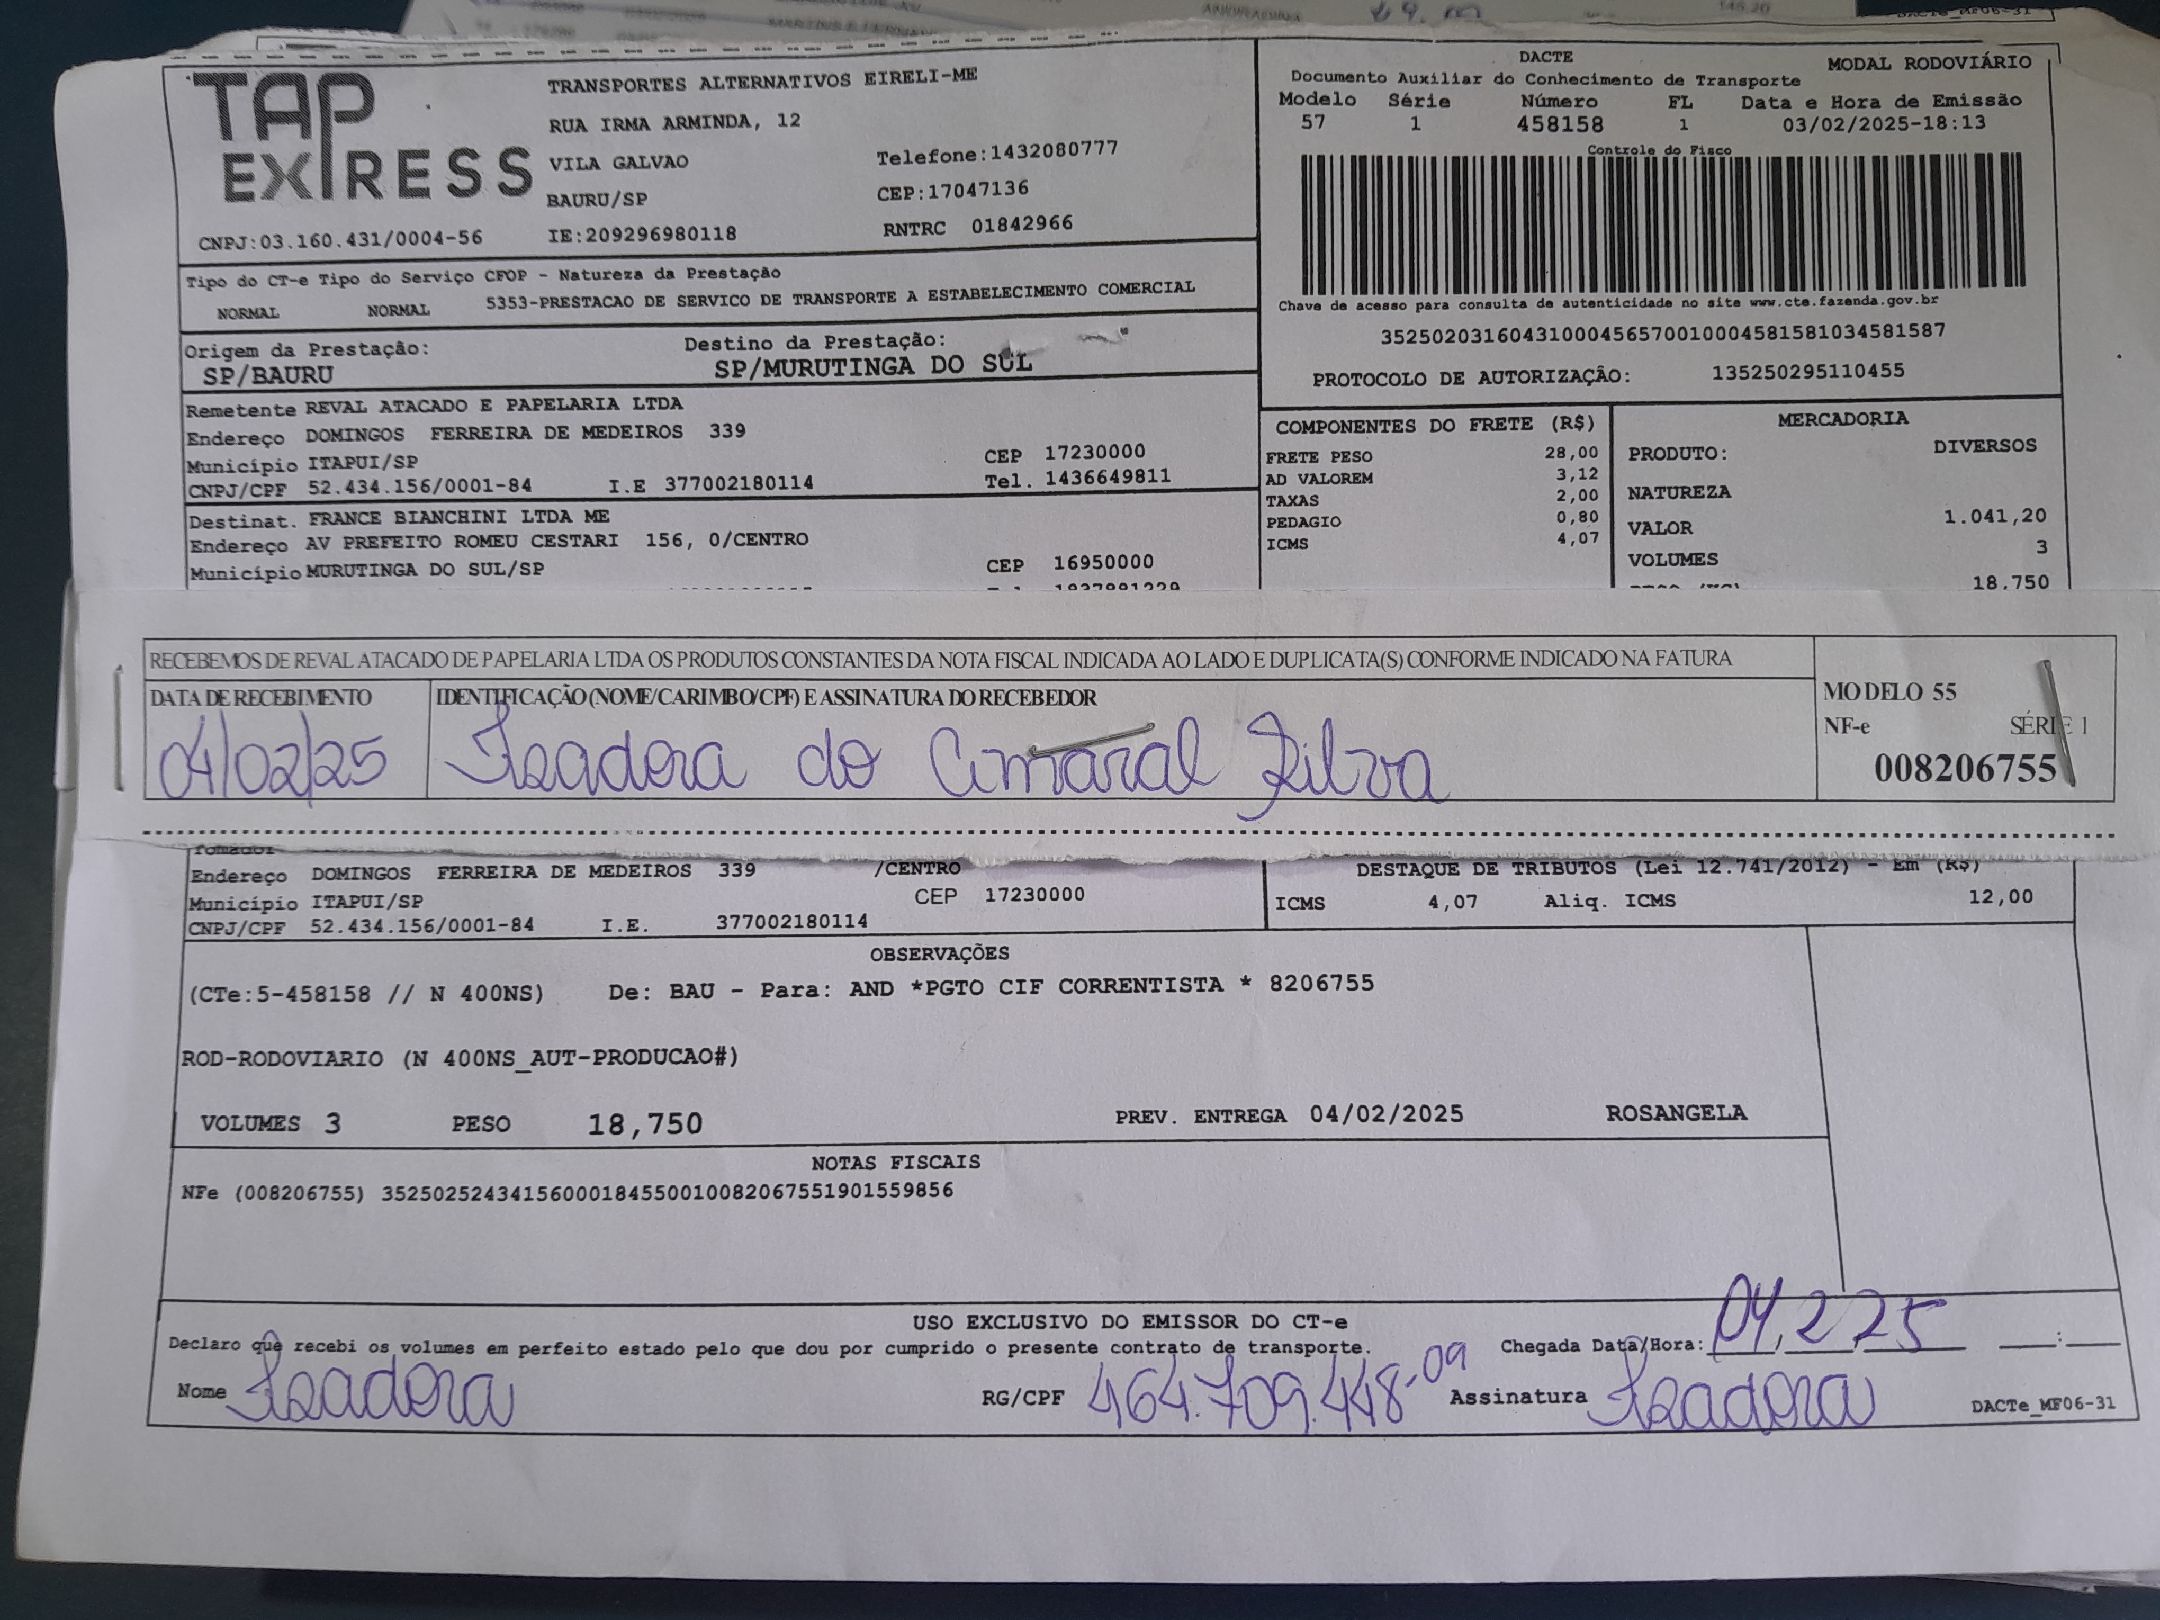 TAP EXPRESS
TRANSPORTES ALTERNATIVOS EIRELI-ME
RUA IRMA ARMINDA, 12
VILA GALVAO Telefone:1432080777
BAURU/SP CEP:17047136
CNPJ:03.160.431/0004-56 IE:209296980118 RNTRC 01842966
DACTE MODAL RODOVIÁRIO
Documento Auxiliar do Conhecimento de Transporte
Modelo Série Número FL Data e Hora de Emissão
57 1 458158 1 03/02/2025-18:13
Controle do Fisco
Chave de acesso para consulta de autenticidade no site www.cte.fazenda.gov.br
35250203160431000456570010004581581034581587
PROTOCOLO DE AUTORIZAÇÃO: 135250295110455
Tipo do CT-e Tipo do Serviço CFOP - Natureza da Prestação
NORMAL NORMAL 5353-PRESTACAO DE SERVICO DE TRANSPORTE A ESTABELECIMENTO COMERCIAL
Origem da Prestação: Destino da Prestação:
SP/BAURU SP/MURUTINGA DO SUL
Remetente REVAL ATACADO E PAPELARIA LTDA
Endereço DOMINGOS FERREIRA DE MEDEIROS 339
Município ITAPUI/SP CEP 17230000
CNPJ/CPF 52.434.156/0001-84 I.E 377002180114 Tel. 1436649811
Destinat. FRANCE BIANCHINI LTDA ME
Endereço AV PREFEITO ROMEU CESTARI 156, 0/CENTRO
Município MURUTINGA DO SUL/SP CEP 16950000
COMPONENTES DO FRETE (R$)
FRETE PESO 28,00
AD VALOREM 3,12
TAXAS 2,00
PEDAGIO 0,80
ICMS 4,07
MERCADORIA
PRODUTO: DIVERSOS
NATUREZA
VALOR 1.041,20
VOLUMES 3
18,750
RECEBEMOS DE REVAL ATACADO DE PAPELARIA LTDA OS PRODUTOS CONSTANTES DA NOTA FISCAL INDICADA AO LADO E DUPLICATA(S) CONFORME INDICADO NA FATURA
DATA DE RECEBIMENTO IDENTIFICAÇÃO (NOME/CARIMBO/CPF) E ASSINATURA DO RECEBEDOR
04/02/25 Izadora do Amaral Silva
MODELO 55
NF-e SÉRIE 1
008206755
Tomador
Endereço DOMINGOS FERREIRA DE MEDEIROS 339 /CENTRO
Município ITAPUI/SP CEP 17230000
CNPJ/CPF 52.434.156/0001-84 I.E. 377002180114
DESTAQUE DE TRIBUTOS (Lei 12.741/2012) - Em (R$)
ICMS 4,07 Aliq. ICMS 12,00
OBSERVAÇÕES
(CTe:5-458158 // N 400NS) De: BAU - Para: AND *PGTO CIF CORRENTISTA * 8206755
ROD-RODOVIARIO (N 400NS_AUT-PRODUCAO#)
VOLUMES 3 PESO 18,750 PREV. ENTREGA 04/02/2025 ROSANGELA
NOTAS FISCAIS
NFe (008206755) 35250252434156000184550010082067551901559856
USO EXCLUSIVO DO EMISSOR DO CT-e
Declaro que recebi os volumes em perfeito estado pelo que dou por cumprido o presente contrato de transporte. Chegada Data/Hora: 04,2 25 __:__
Nome Izadora RG/CPF 464.709.448-09 Assinatura Izadora DACTe_MF06-31